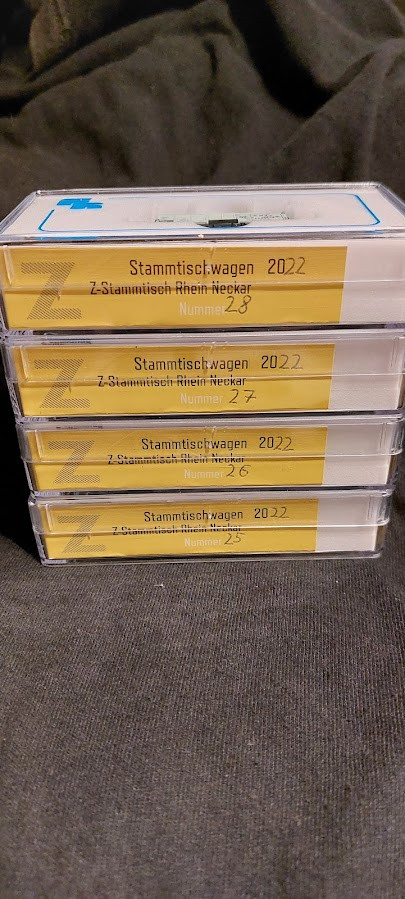 Z
Stammtischwagen 2022
Z-Stammtisch Rhein Neckar
Nummer 28
Z
Stammtischwagen 2022
Z-Stammtisch Rhein Neckar
Nummer 27
Z
Stammtischwagen 2022
Z-Stammtisch Rhein Neckar
Nummer 26
Z
Stammtischwagen 2022
Z-Stammtisch Rhein Neckar
Nummer 25